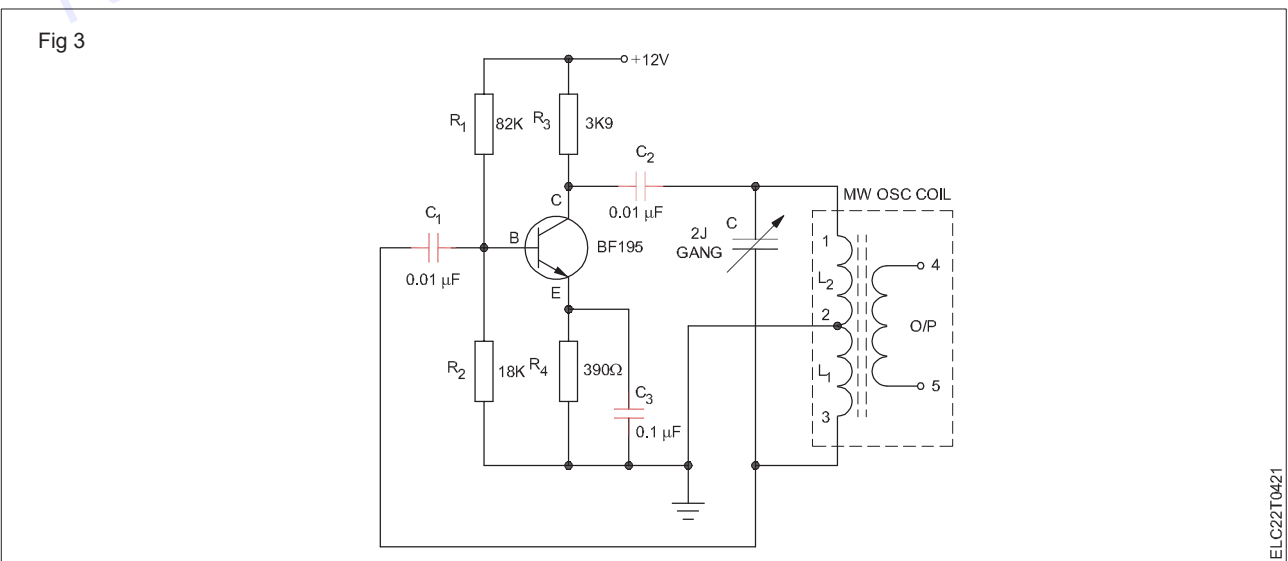 Fig 3
+12V
R1
82K
R3
3K9
C2
0.01 µF
MW OSC COIL
C1
0.01 µF
B
C
E
BF195
2J
GANG
C
1
L2
2
L1
3
4
O/P
5
R2
18K
R4
390Ω
C3
0.1 µF
ELC22T0421